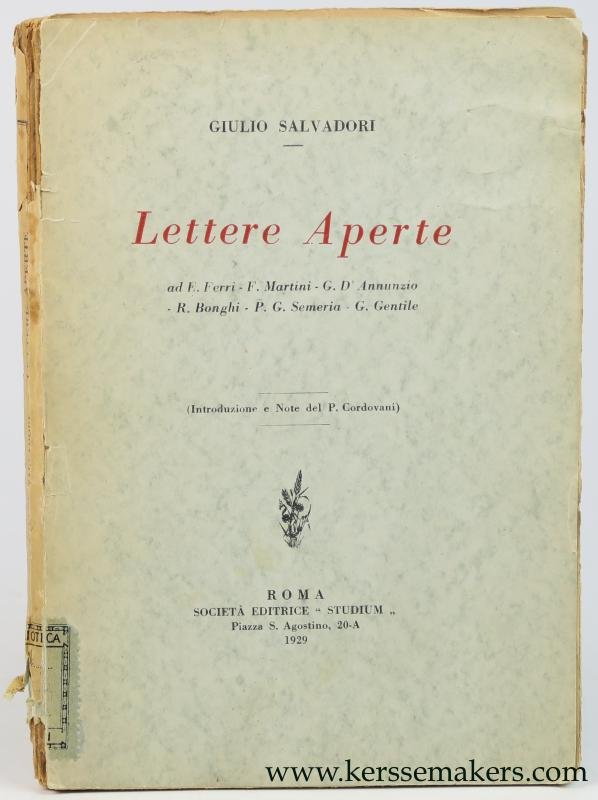 GIULIO SALVADORI
Lettere Aperte
ad E. Ferri - F. Martini - G. D' Annunzio
- R. Bonghi - P. G. Semeria - G. Gentile
(Introduzione e Note del P. Cordovani)
ROMA
SOCIETÀ EDITRICE “ STUDIUM „
Piazza S. Agostino, 20-A
1929
OTECA
www.kerssemakers.com